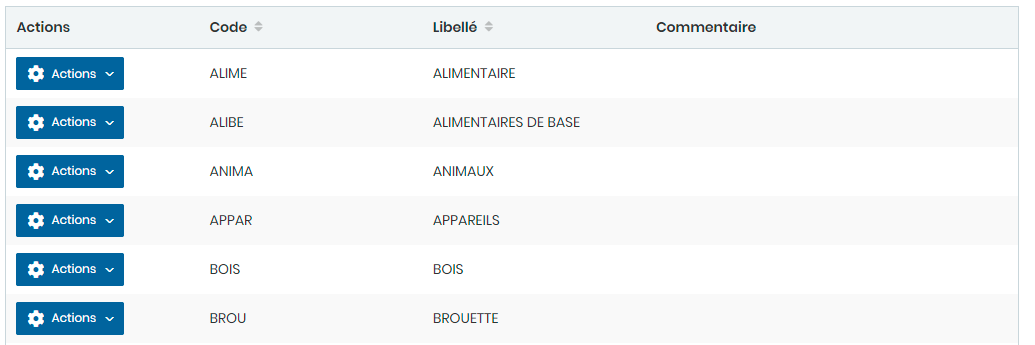 Actions Code Libellé Commentaire
Actions ALIME ALIMENTAIRE
Actions ALIBE ALIMENTAIRES DE BASE
Actions ANIMA ANIMAUX
Actions APPAR APPAREILS
Actions BOIS BOIS
Actions BROU BROUETTE